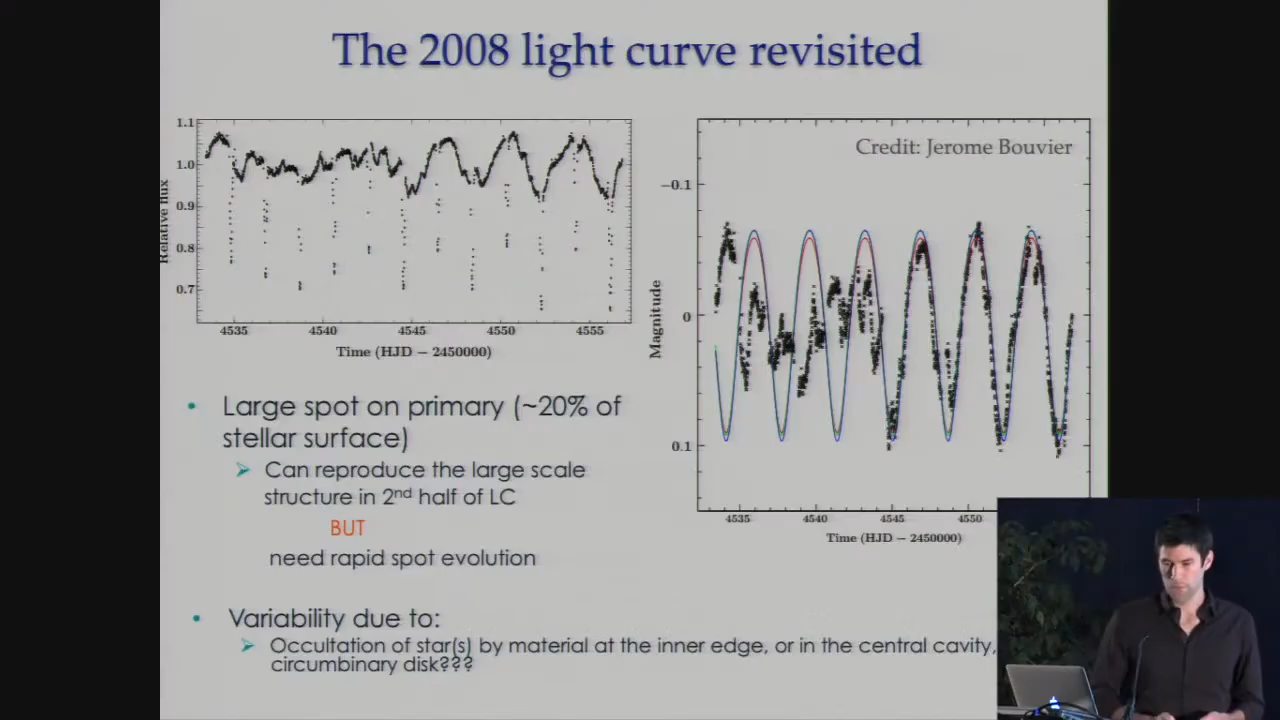 The 2008 light curve revisited
1.1
1.0
0.9
0.8
0.7
Relative flux
4535
4540
4545
4550
4555
Time (HJD − 2450000)
Credit: Jerome Bouvier
−0.1
0
0.1
Magnitude
4535
4540
4545
4550
Time (HJD − 2450000)
• Large spot on primary (~20% of
stellar surface)
➢ Can reproduce the large scale
structure in 2nd half of LC
BUT
need rapid spot evolution
• Variability due to:
➢ Occultation of star(s) by material at the inner edge, or in the central cavity,
circumbinary disk???